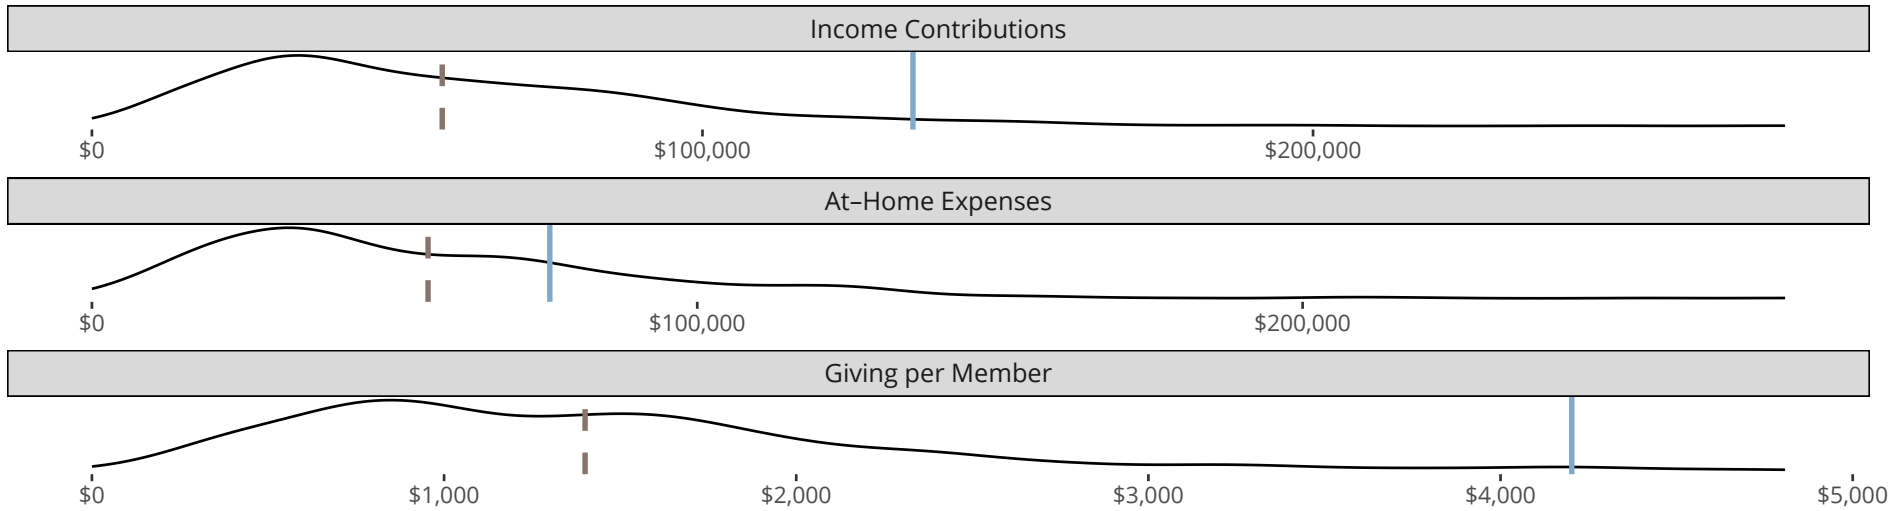 Income Contributions
$0 $100,000 $200,000
At–Home Expenses
$0 $100,000 $200,000
Giving per Member
$0 $1,000 $2,000 $3,000 $4,000 $5,000